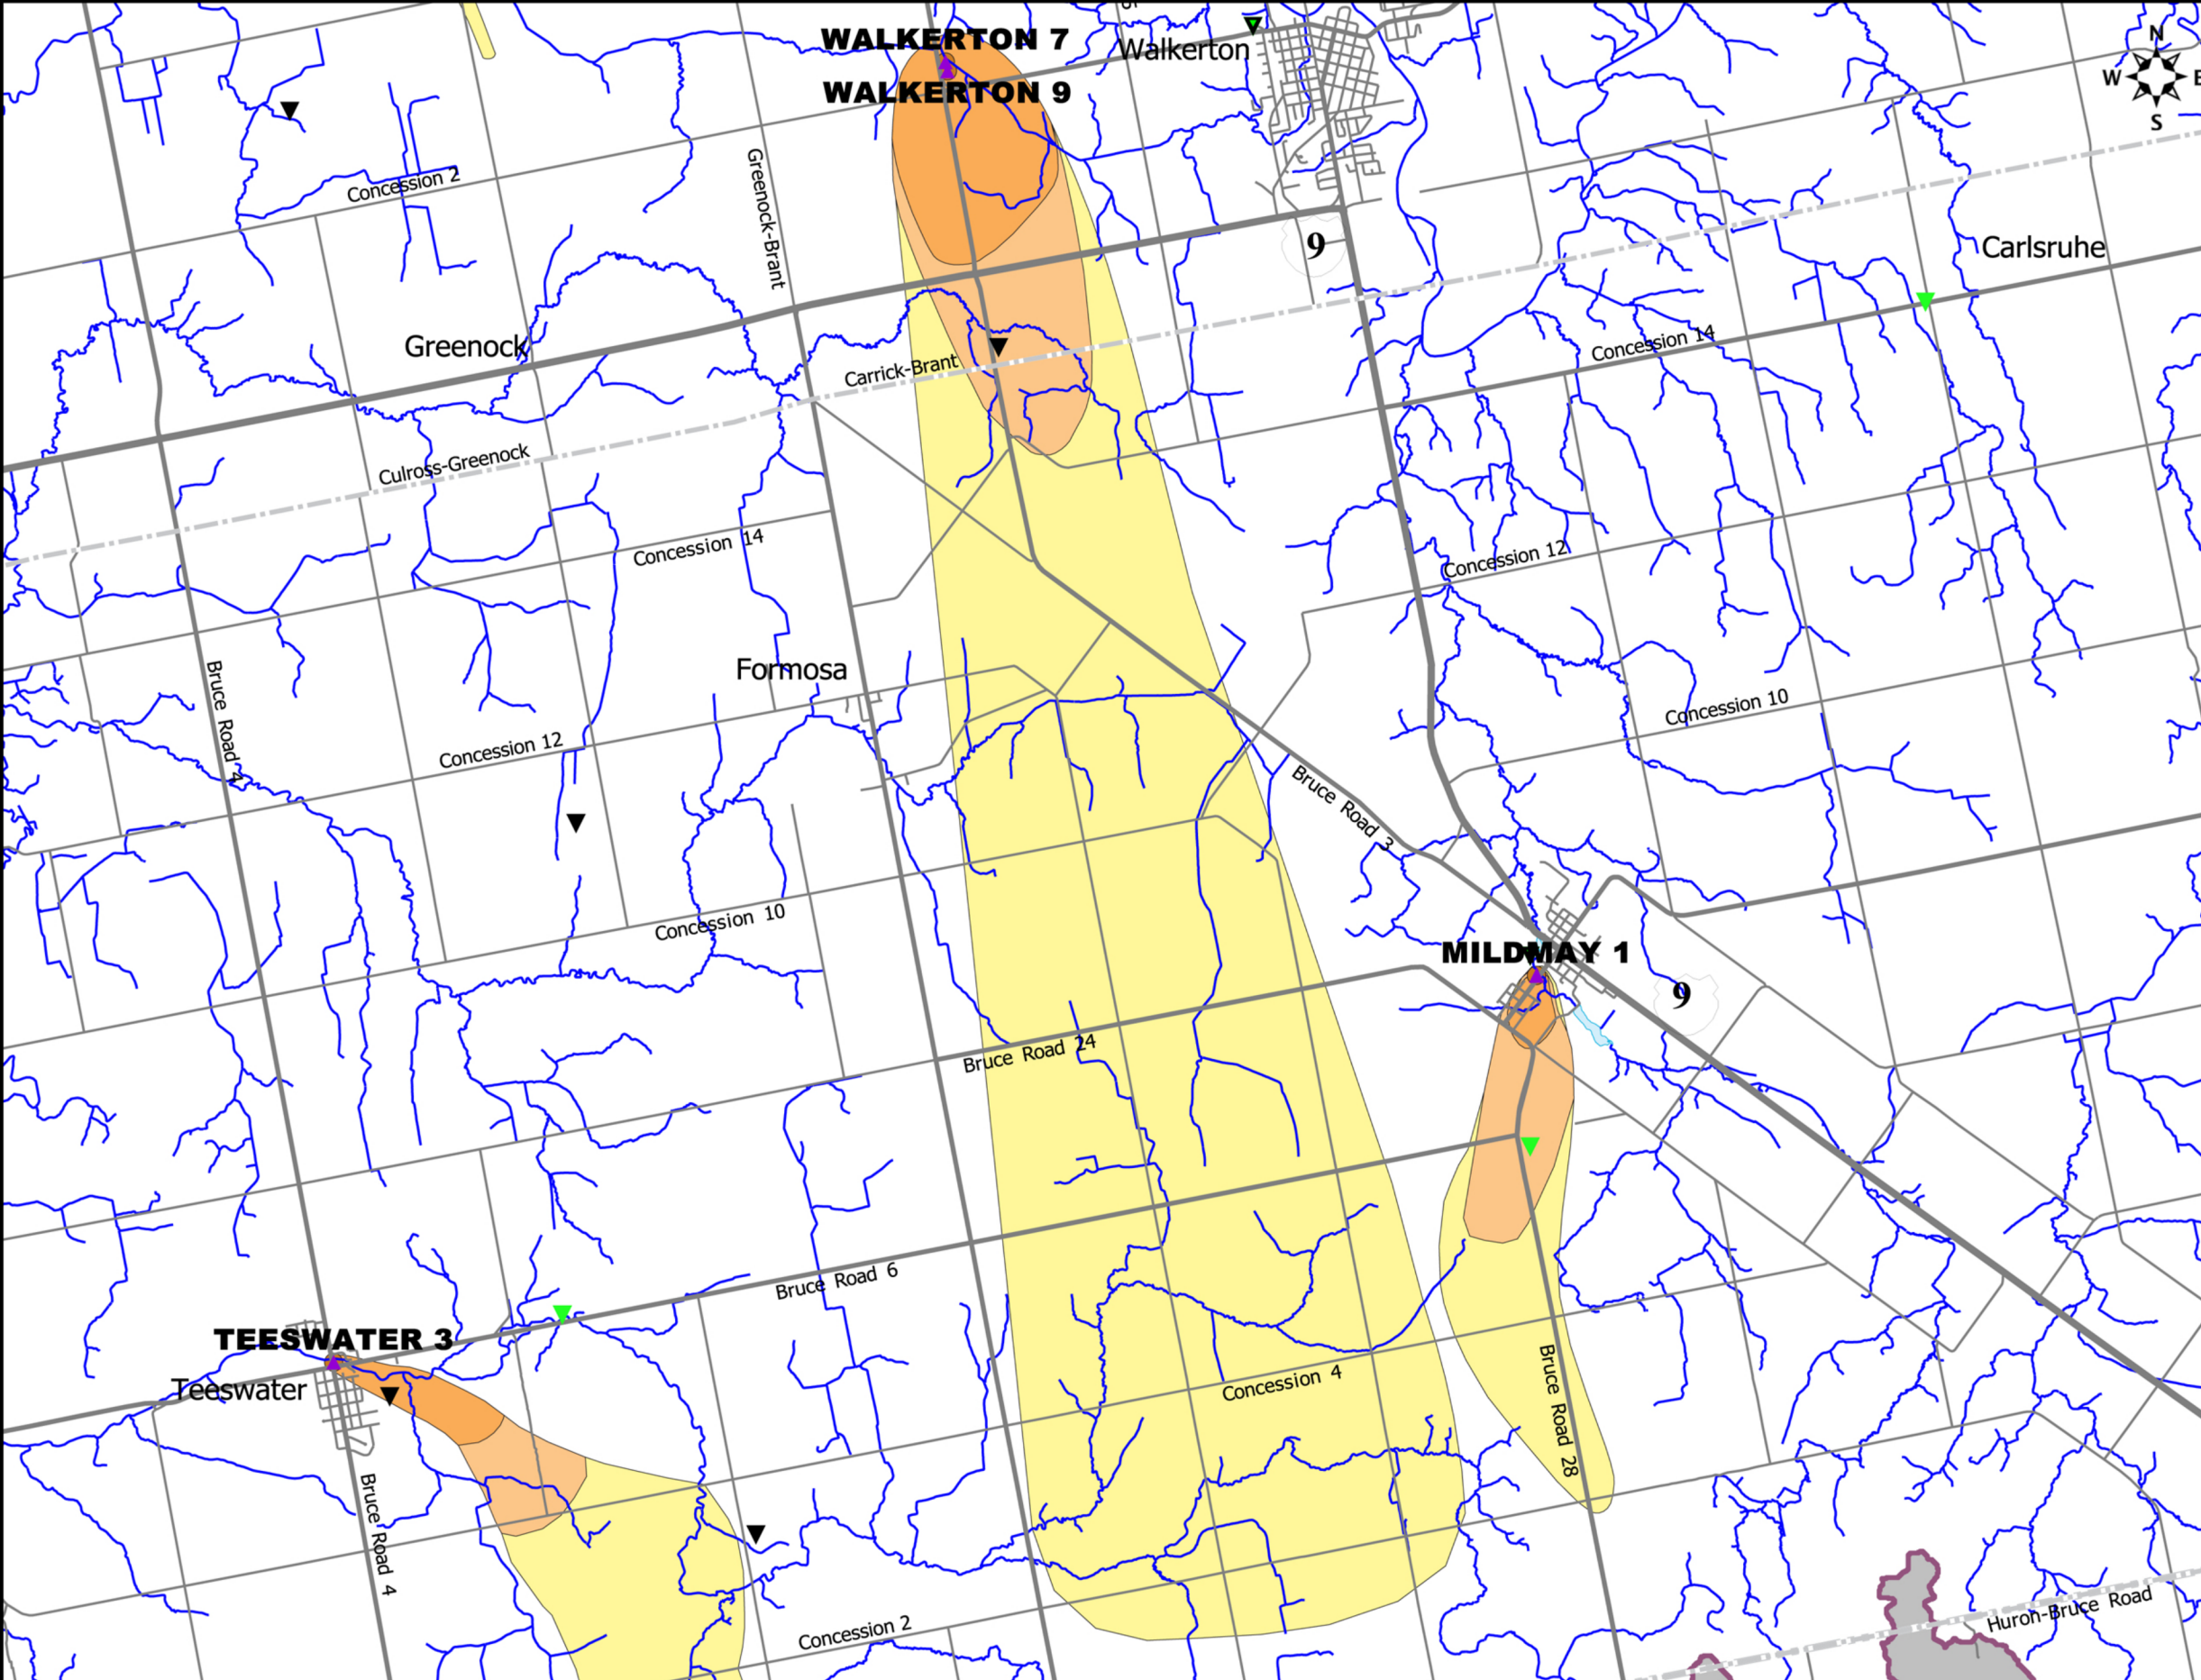 WALKERTON 7
Walkerton
WALKERTON 9
N
W
E
S
Concession 2
Greenock-Brant
9
Carlsruhe
Greenock
Carrick-Brant
Concession 14
Culross-Greenock
Concession 14
Concession 12
Formosa
Bruce Road 4
Concession 12
Concession 10
Bruce Road 3
Concession 10
MILDMAY 1
9
Bruce Road 24
Bruce Road 6
TEESWATER 3
Teeswater
Concession 4
Bruce Road 28
Bruce Road 4
Concession 2
Huron-Bruce Road